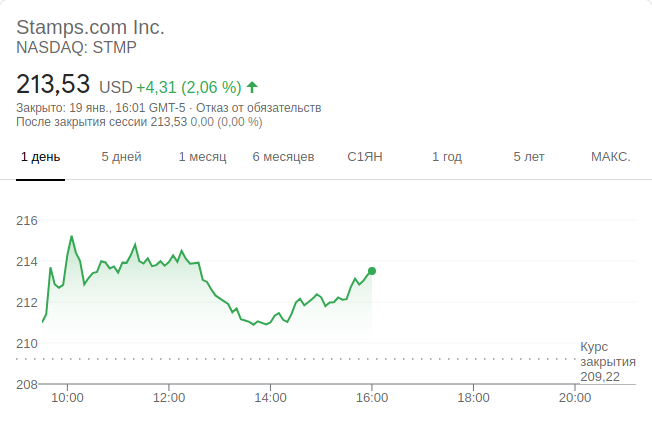 Stamps.com Inc.
NASDAQ: STMP
213,53 USD +4,31 (2,06 %)
Закрыто: 19 янв., 16:01 GMT-5 · Отказ от обязательств
После закрытия сессии 213,53 0,00 (0,00 %)
1 день 5 дней 1 месяц 6 месяцев С1ЯН 1 год 5 лет МАКС.
216
214
212
210
Курс
закрытия
209,22
208
10:00 12:00 14:00 16:00 18:00 20:00